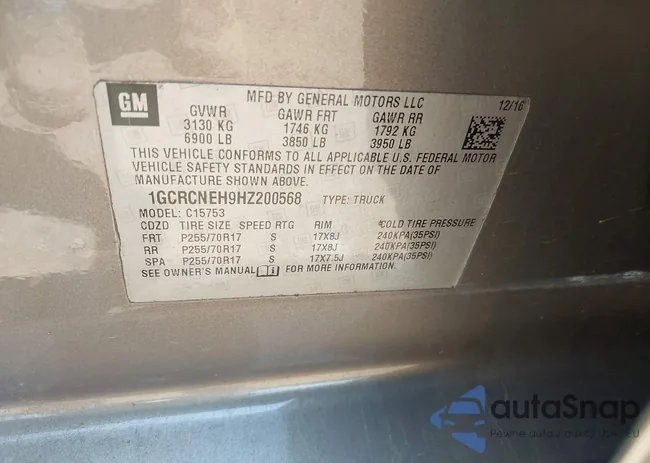 GM
MFD BY GENERAL MOTORS LLC
12/16
GVWR GAWR FRT GAWR RR
3130 KG 1746 KG 1792 KG
6900 LB 3850 LB 3950 LB
THIS VEHICLE CONFORMS TO ALL APPLICABLE U.S. FEDERAL MOTOR
VEHICLE SAFETY STANDARDS IN EFFECT ON THE DATE OF
MANUFACTURE SHOWN ABOVE.
1GCRCNEH9HZ200568 TYPE: TRUCK
MODEL: C15753
CDZD TIRE SIZE SPEED RTG RIM COLD TIRE PRESSURE
FRT P255/70R17 S 17X8J 240KPA(35PSI)
RR P255/70R17 S 17X8J 240KPA(35PSI)
SPA P255/70R17 S 17X7.5J 240KPA(35PSI)
SEE OWNER'S MANUAL FOR MORE INFORMATION.
autaSnap
Pewne auta z aukcji